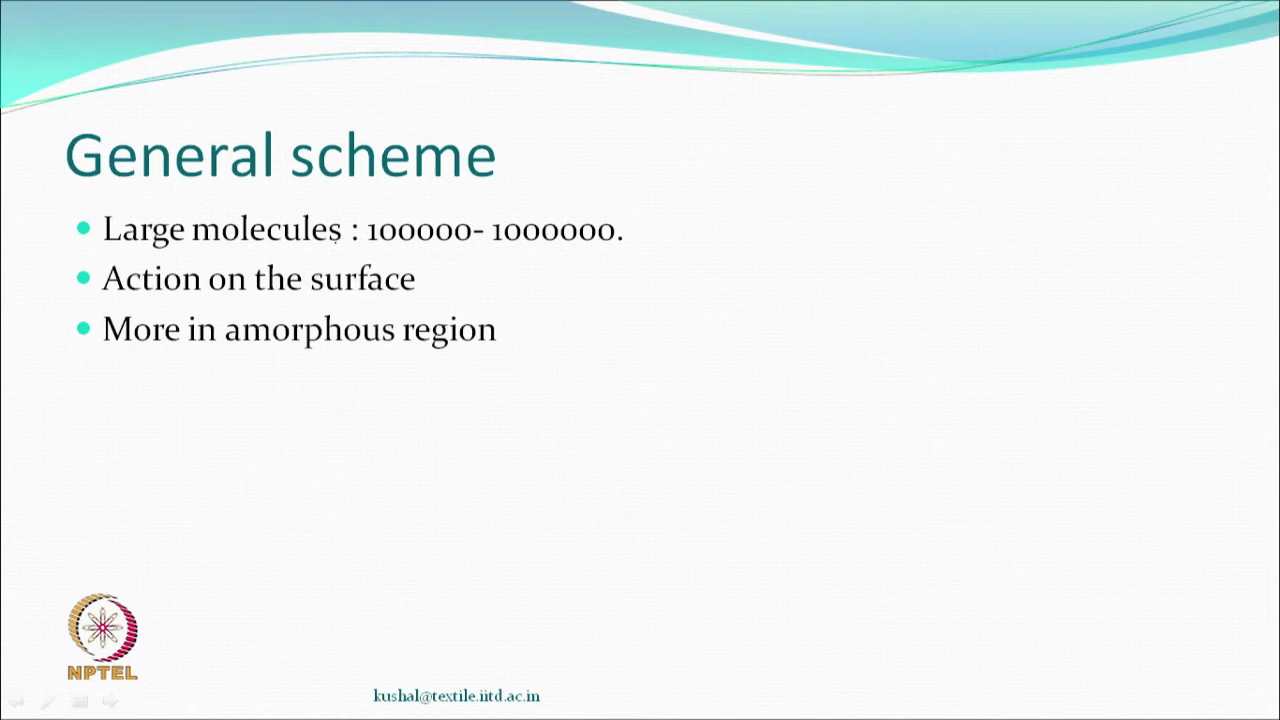 General scheme
Large molecules : 100000- 1000000.
Action on the surface
More in amorphous region
NPTEL
kushal@textile.iitd.ac.in